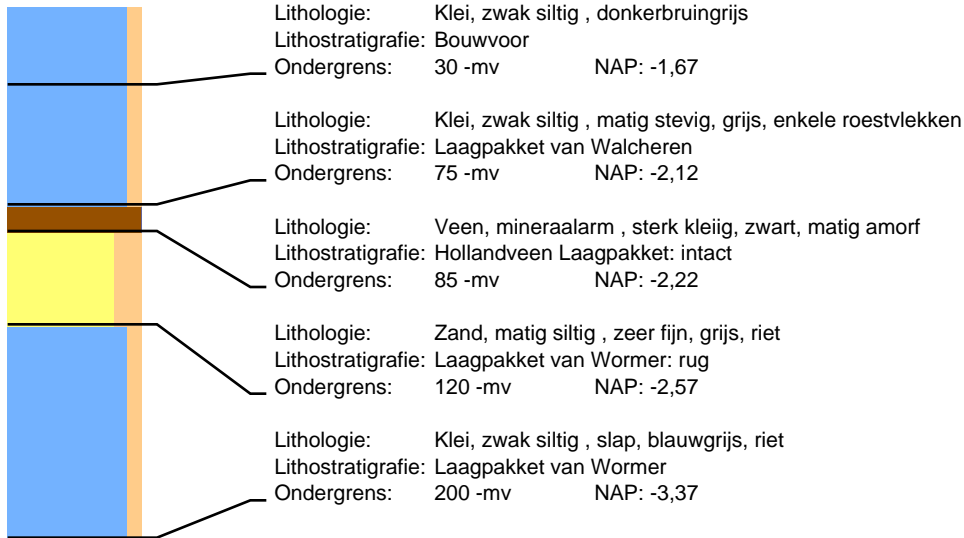 Lithologie: Klei, zwak siltig , donkerbruingrijs
Lithostratigrafie: Bouwvoor
Ondergrens: 30 -mv NAP: -1,67
Lithologie: Klei, zwak siltig , matig stevig, grijs, enkele roestvlekken
Lithostratigrafie: Laagpakket van Walcheren
Ondergrens: 75 -mv NAP: -2,12
Lithologie: Veen, mineraalarm , sterk kleiig, zwart, matig amorf
Lithostratigrafie: Hollandveen Laagpakket: intact
Ondergrens: 85 -mv NAP: -2,22
Lithologie: Zand, matig siltig , zeer fijn, grijs, riet
Lithostratigrafie: Laagpakket van Wormer: rug
Ondergrens: 120 -mv NAP: -2,57
Lithologie: Klei, zwak siltig , slap, blauwgrijs, riet
Lithostratigrafie: Laagpakket van Wormer
Ondergrens: 200 -mv NAP: -3,37